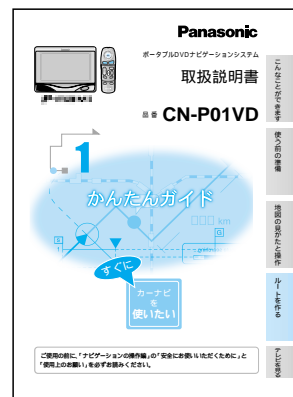 Panasonic
ポータブルDVDナビゲーションシステム
取扱説明書
品番 CN-P01VD
1
かんたんガイド
km
G
すぐに
カーナビ
を
使いたい
ご使用の前に、「ナビゲーションの操作編」の「安全にお使いいただくために」と
「使用上のお願い」を必ずお読みください。
こんなことができます
使う前の準備
地図の見かたと操作
ルートを作る
テレビを見る